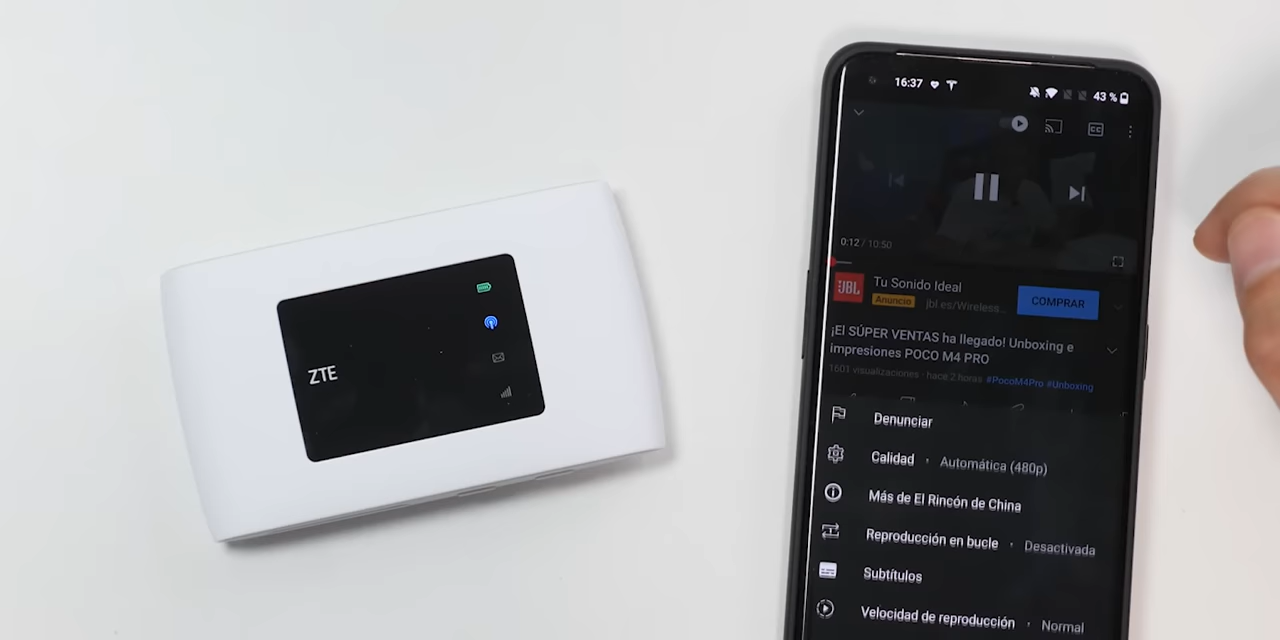 ZTE
16:37
43 %
CC
0:12 / 10:50
JBL
Tu Sonido Ideal
Anuncio jbl.es/Wireless...
COMPRAR
¡El SÚPER VENTAS ha llegado! Unboxing e
impresiones POCO M4 PRO
1601 visualizaciones · hace 2 horas #PocoM4Pro #Unboxing
Denunciar
Calidad · Automática (480p)
Más de El Rincón de China
Reproducción en bucle · Desactivada
Subtítulos
Velocidad de reproducción · Normal